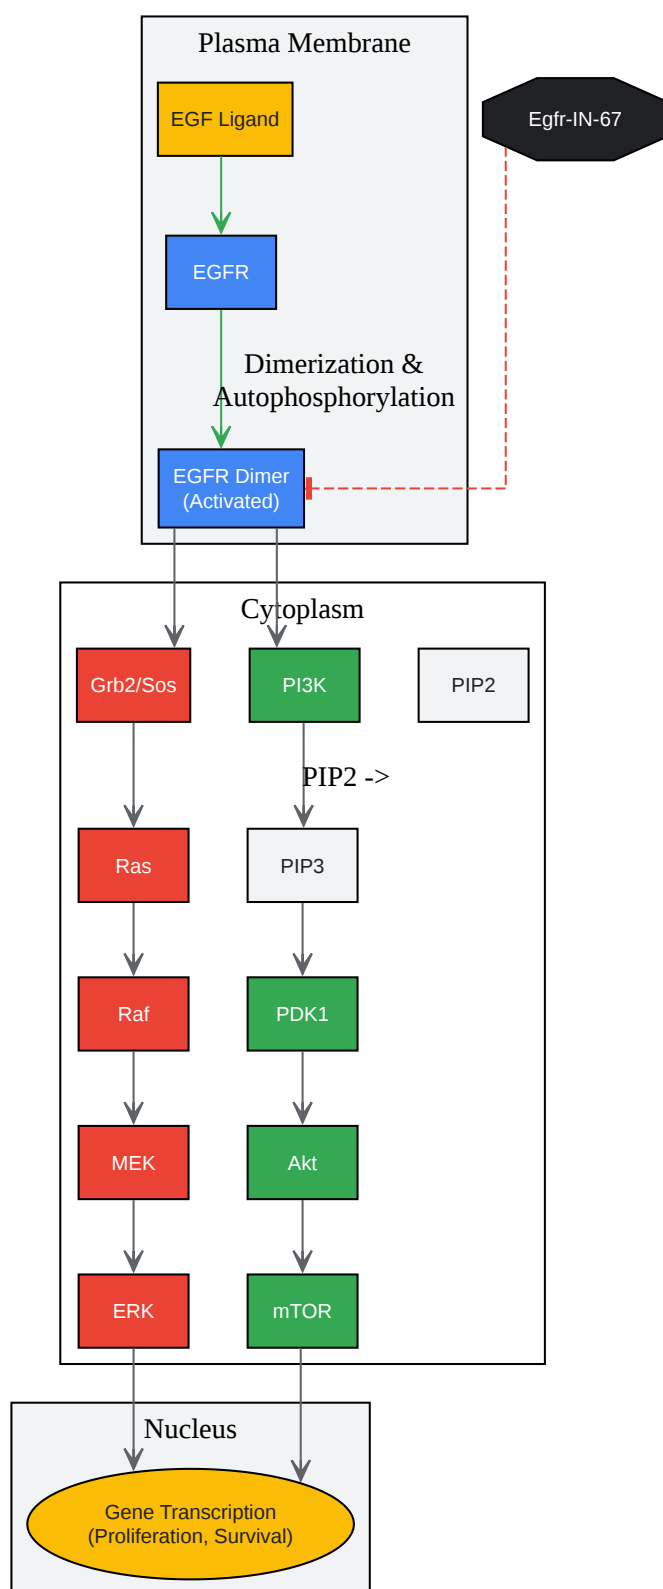 Plasma Membrane
EGF Ligand
Egfr-IN-67
EGFR
Dimerization &
Autophosphorylation
EGFR Dimer
(Activated)
Cytoplasm
Grb2/Sos
PI3K
PIP2
PIP2 ->
Ras
PIP3
Raf
PDK1
MEK
Akt
ERK
mTOR
Nucleus
Gene Transcription
(Proliferation, Survival)